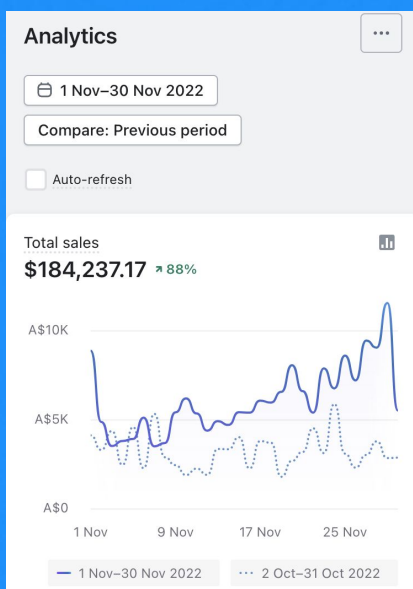 Analytics
1 Nov–30 Nov 2022
Compare: Previous period
Auto-refresh
Total sales
$184,237.17 88%
A$10K
A$5K
A$0
1 Nov 9 Nov 17 Nov 25 Nov
1 Nov–30 Nov 2022 2 Oct–31 Oct 2022